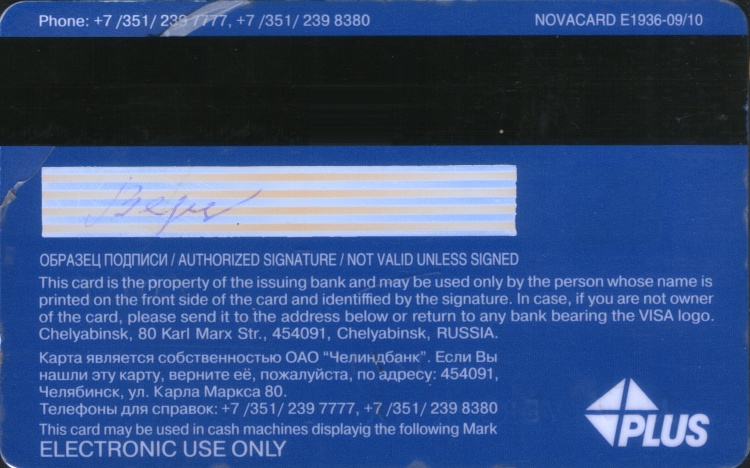 Phone: +7 /351/ 239 7777, +7 /351/ 239 8380
NOVACARD E1936-09/10
ОБРАЗЕЦ ПОДПИСИ / AUTHORIZED SIGNATURE / NOT VALID UNLESS SIGNED
This card is the property of the issuing bank and may be used only by the person whose name is
printed on the front side of the card and identiffied by the signature. In case, if you are not owner
of the card, please send it to the address below or return to any bank bearing the VISA logo.
Chelyabinsk, 80 Karl Marx Str., 454091, Chelyabinsk, RUSSIA.
Карта является собственностью ОАО “Челиндбанк”. Если Вы
нашли эту карту, верните её, пожалуйста, по адресу: 454091,
Челябинск, ул. Карла Маркса 80.
Телефоны для справок: +7 /351/ 239 7777, +7 /351/ 239 8380
This card may be used in cash machines displayig the following Mark
ELECTRONIC USE ONLY
PLUS